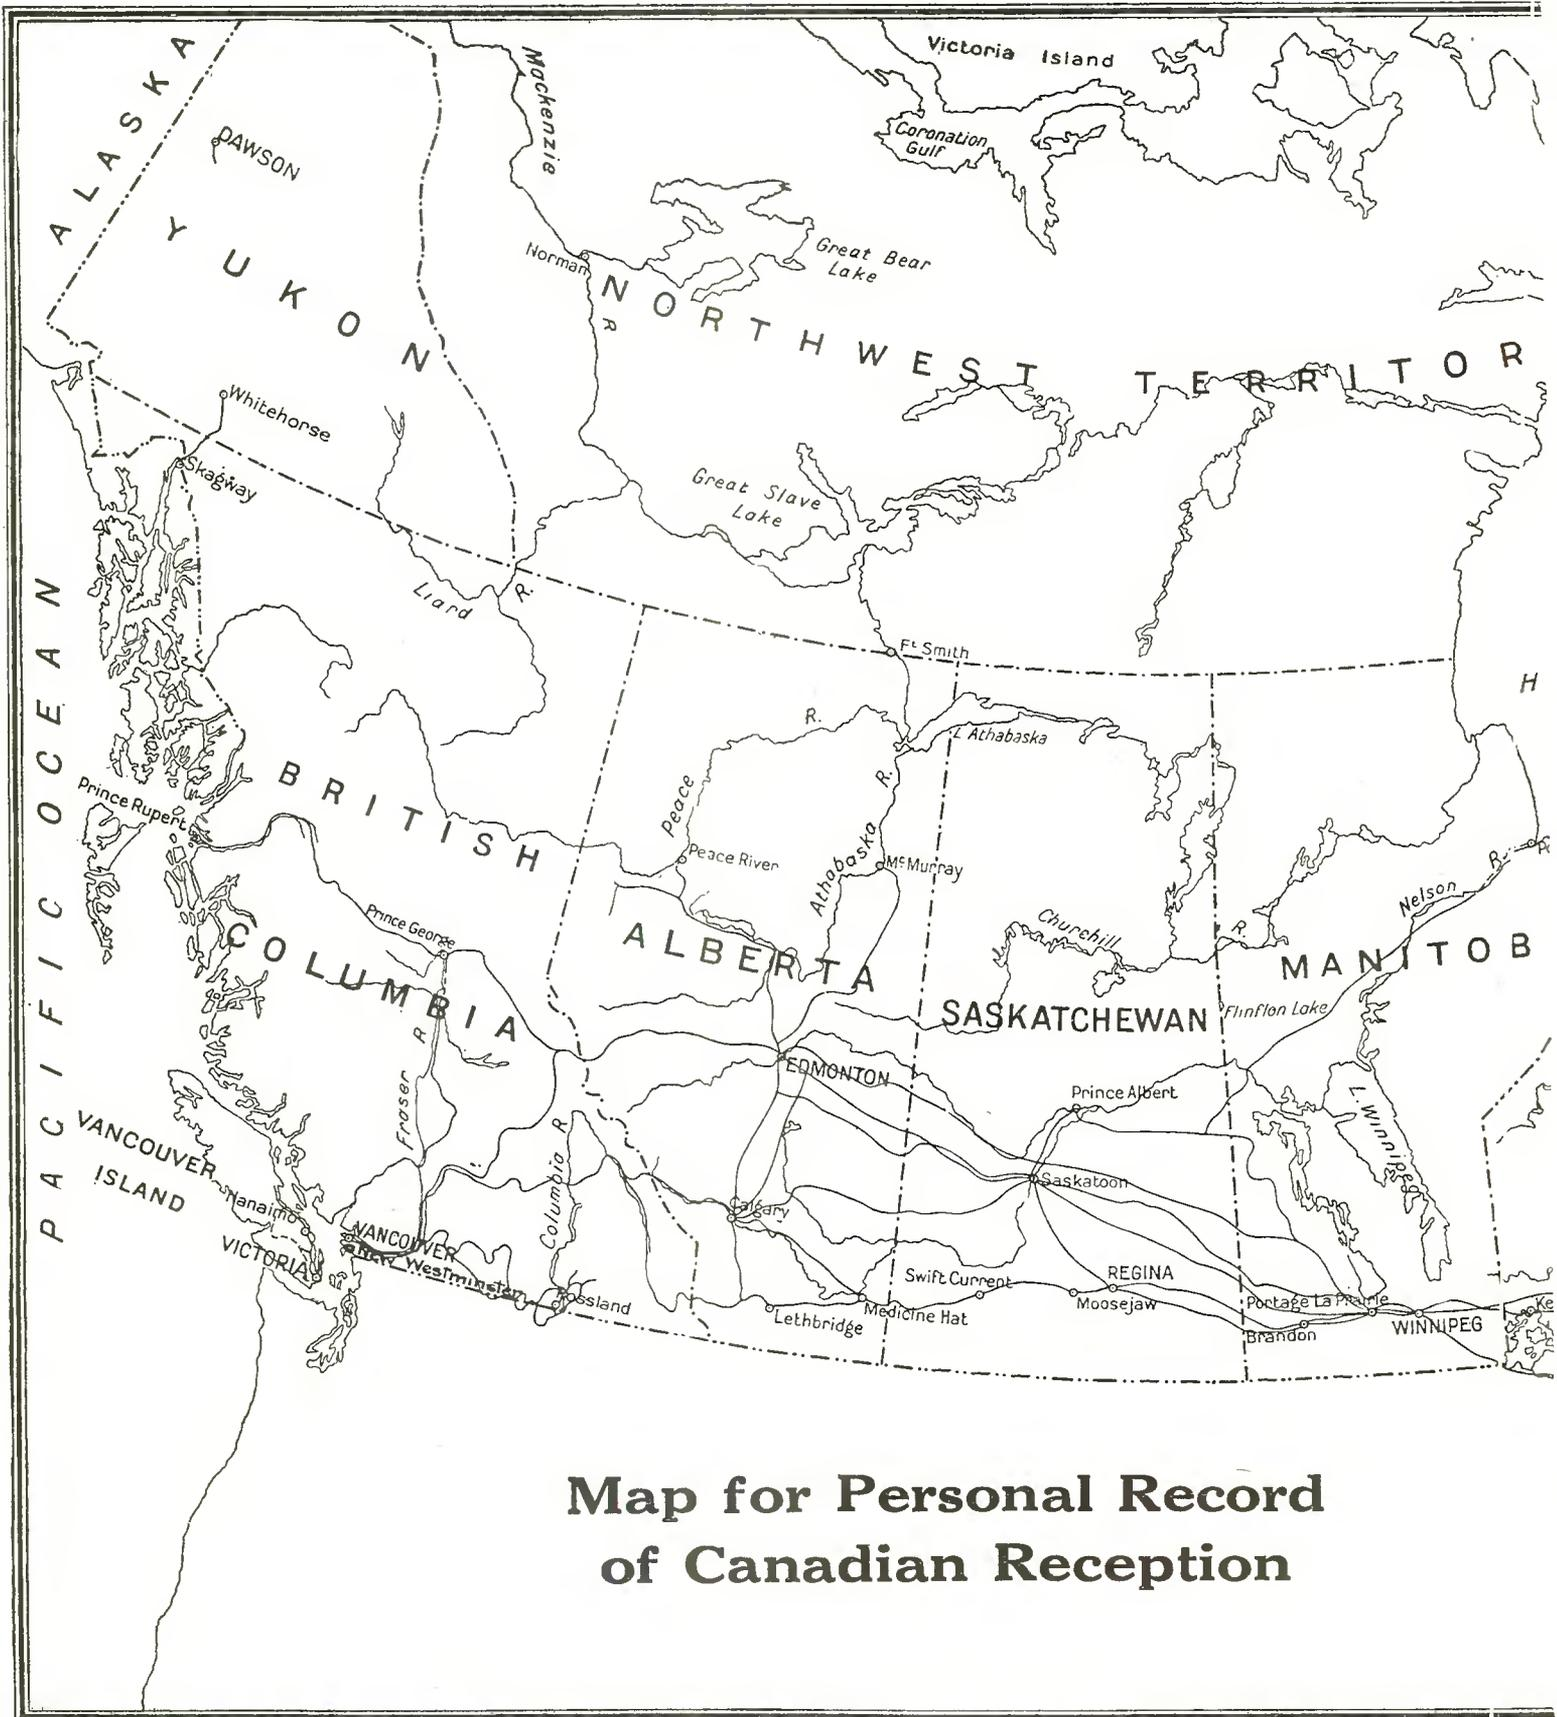 ALASKA
DAWSON
YUKON
Mackenzie
R
Norman
Victoria Island
Coronation
Gulf
Great Bear
Lake
NORTHWEST TERRITOR
Whitehorse
Skagway
Great Slave
Lake
Liard
R.
Ft Smith
H
PACIFIC OCEAN
L Athabaska
R.
Peace
R.
Athabaska
Prince Rupert
BRITISH
COLUMBIA
Peace River
McMurray
Churchill
R.
Nelson
R.
Prince George
ALBERTA
SASKATCHEWAN
MANITOB
Flinflon Lake
Fraser
R
EDMONTON
Prince Albert
L. Winnipeg
VANCOUVER
ISLAND
Columbia
R
Nanaimo
VICTORIA
VANCOUVER
New Westminster
Rossland
Calgary
Saskatoon
Swift Current
REGINA
Moosejaw
Medicine Hat
Lethbridge
Portage La Prairie
Brandon
WINNIPEG
Ke
Map for Personal Record
of Canadian Reception